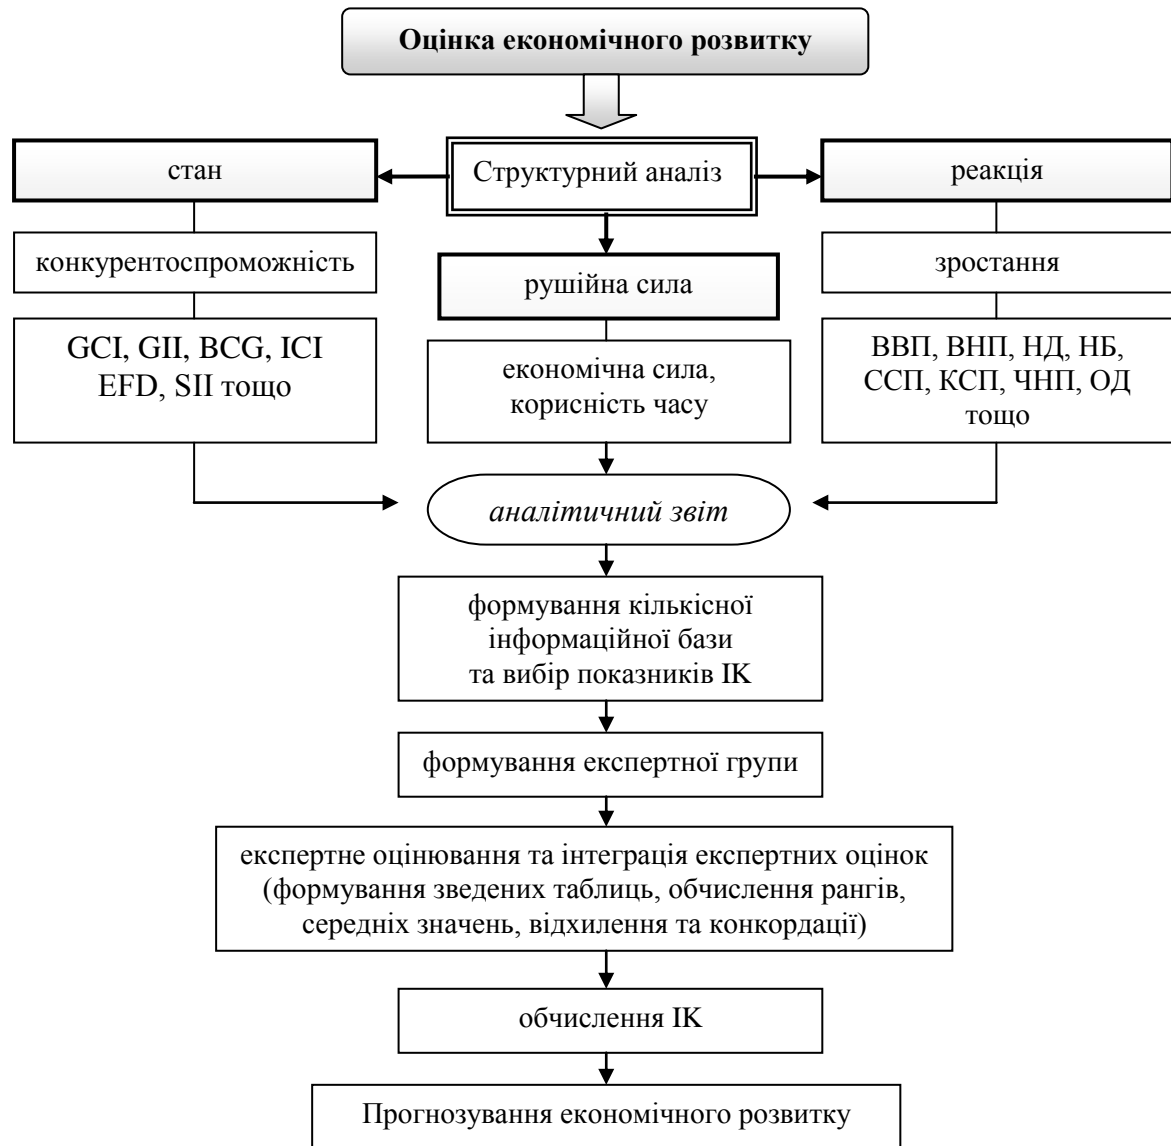 Оцінка економічного розвитку
Структурний аналіз
стан
реакція
конкурентоспроможність
рушійна сила
зростання
GCI, GII, BCG, ICI
EFD, SII тощо
економічна сила,
корисність часу
ВВП, ВНП, НД, НБ,
ССП, КСП, ЧНП, ОД
тощо
аналітичний звіт
формування кількісної
інформаційної бази
та вибір показників ІК
формування експертної групи
експертне оцінювання та інтеграція експертних оцінок
(формування зведених таблиць, обчислення рангів,
середніх значень, відхилення та конкордації)
обчислення ІК
Прогнозування економічного розвитку